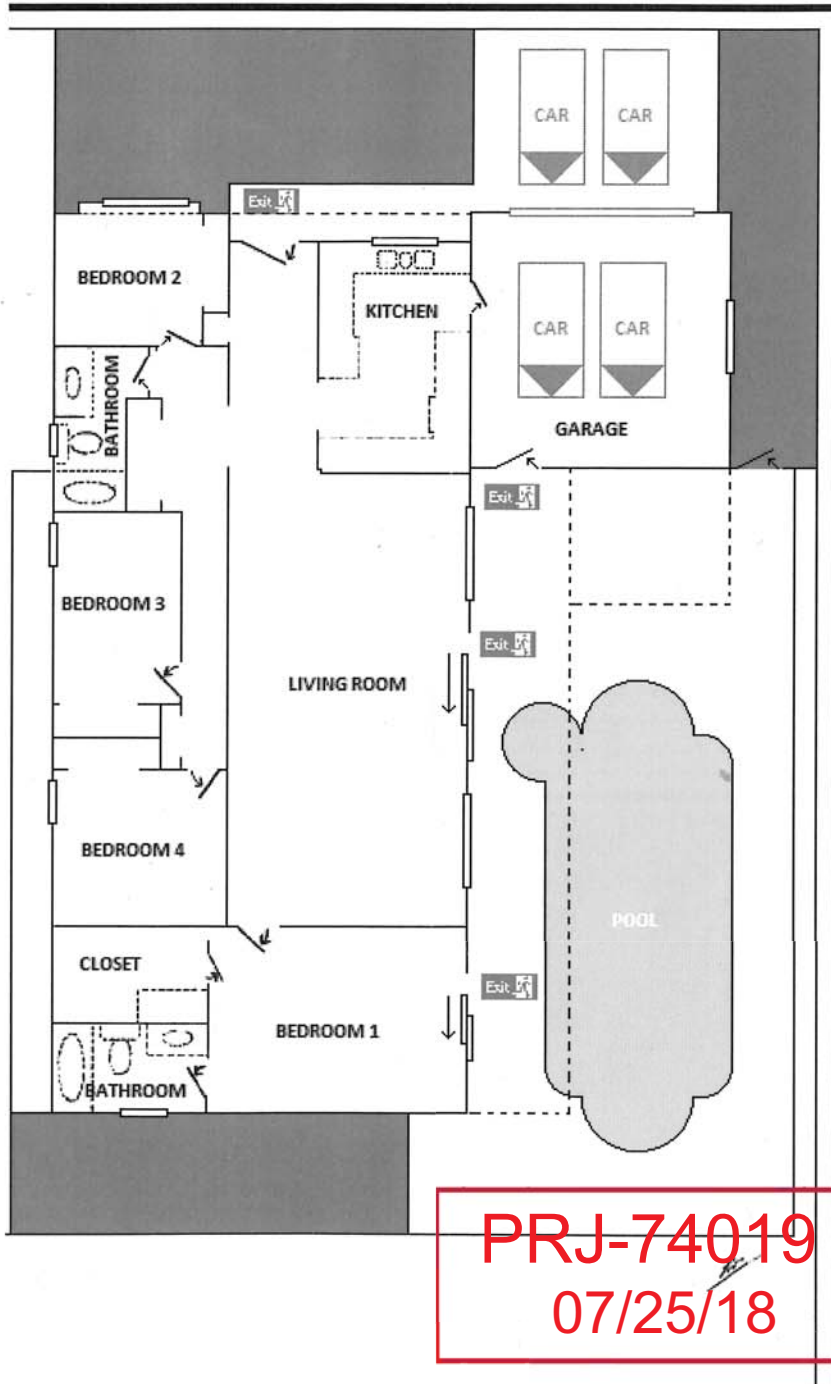 CAR CAR
Exit
BEDROOM 2
KITCHEN
CAR CAR
BATHROOM
GARAGE
Exit
BEDROOM 3
Exit
LIVING ROOM
BEDROOM 4
POOL
CLOSET
Exit
BEDROOM 1
BATHROOM
PRJ-74019
07/25/18